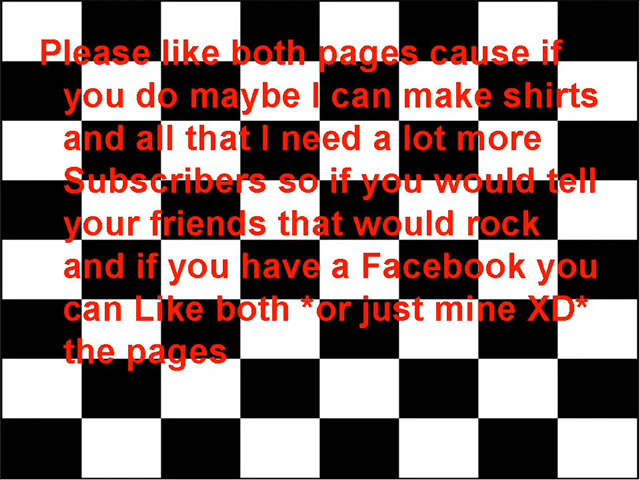 Please like both pages cause if
you do maybe I can make shirts
and all that I need a lot more
Subscribers so if you would tell
your friends that would rock
and if you have a Facebook you
can Like both *or just mine XD*
the pages